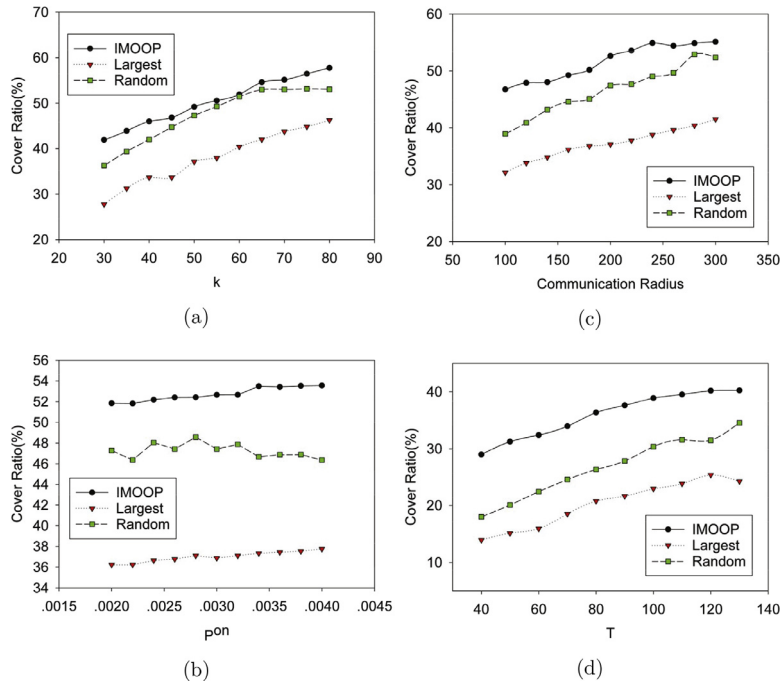 70
60
50
40
30
20
Cover Ratio(%)
IMOOP
Largest
Random
20 30 40 50 60 70 80 90
k
(a)
60
50
40
30
20
Cover Ratio(%)
IMOOP
Largest
Random
50 100 150 200 250 300 350
Communication Radius
(c)
56
54
52
50
48
46
44
42
40
38
36
34
Cover Ratio(%)
IMOOP
Largest
Random
.0015 .0020 .0025 .0030 .0035 .0040 .0045
Pon
(b)
40
30
20
10
Cover Ratio(%)
IMOOP
Largest
Random
40 60 80 100 120 140
T
(d)